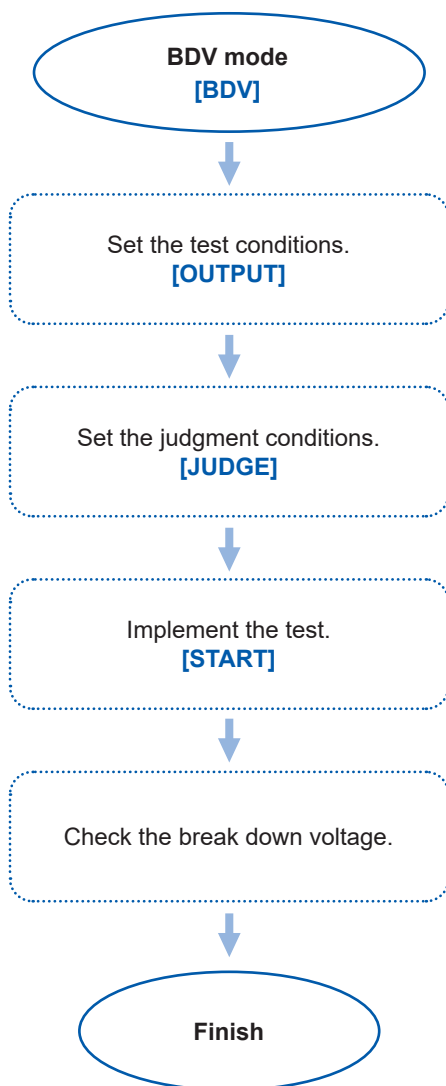 BDV mode
[BDV]
Set the test conditions.
[OUTPUT]
Set the judgment conditions.
[JUDGE]
Implement the test.
[START]
Check the break down voltage.
Finish